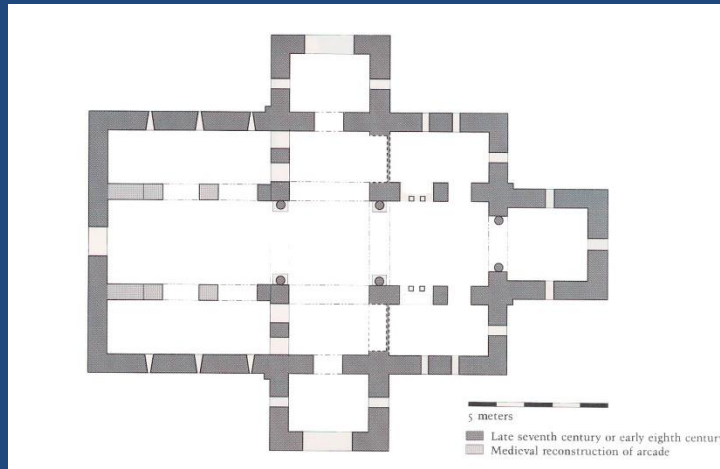 5 meters
Late seventh century or early eighth century
Medieval reconstruction of arcade